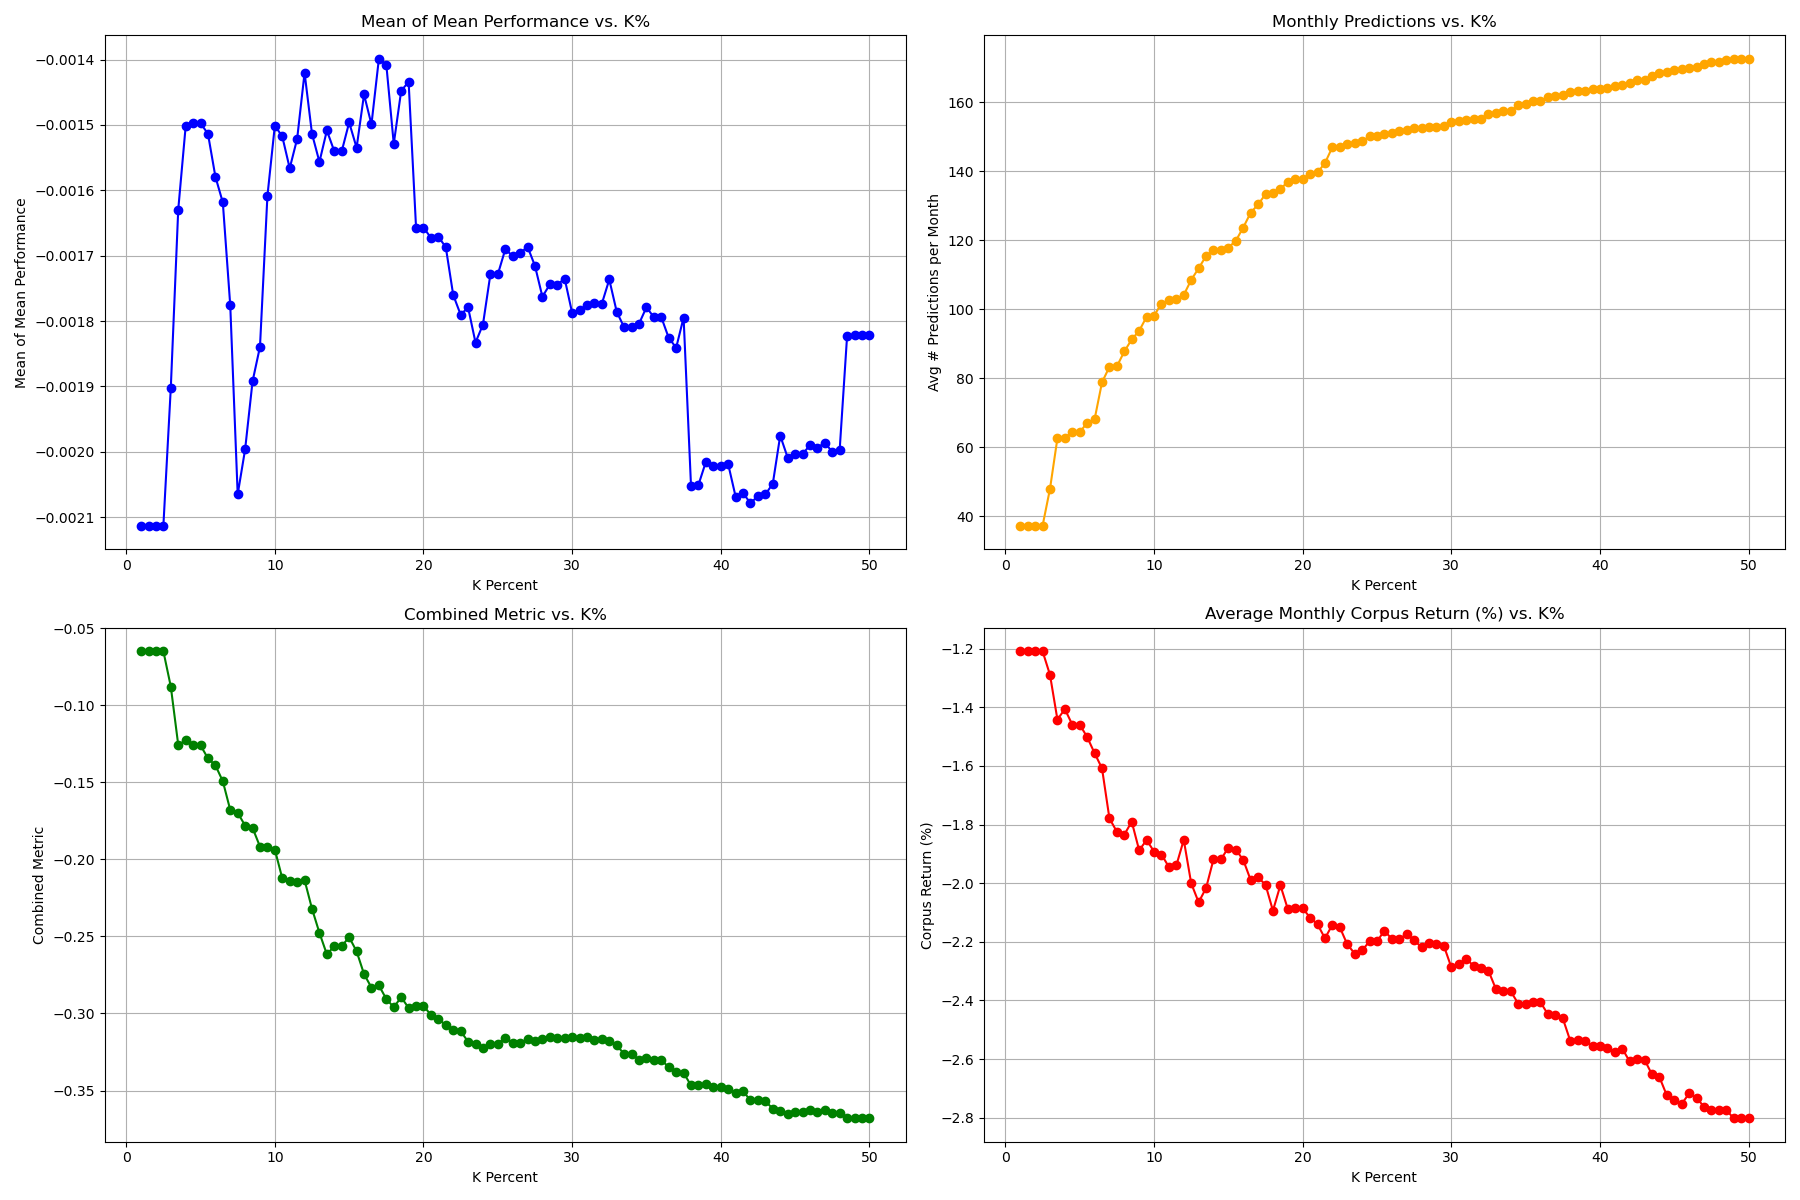 Mean of Mean Performance vs. K%
Mean of Mean Performance
−0.0014
−0.0015
−0.0016
−0.0017
−0.0018
−0.0019
−0.0020
−0.0021
0 10 20 30 40 50
K Percent
Monthly Predictions vs. K%
Avg # Predictions per Month
160
140
120
100
80
60
40
0 10 20 30 40 50
K Percent
Combined Metric vs. K%
Combined Metric
−0.05
−0.10
−0.15
−0.20
−0.25
−0.30
−0.35
0 10 20 30 40 50
K Percent
Average Monthly Corpus Return (%) vs. K%
Corpus Return (%)
−1.2
−1.4
−1.6
−1.8
−2.0
−2.2
−2.4
−2.6
−2.8
0 10 20 30 40 50
K Percent